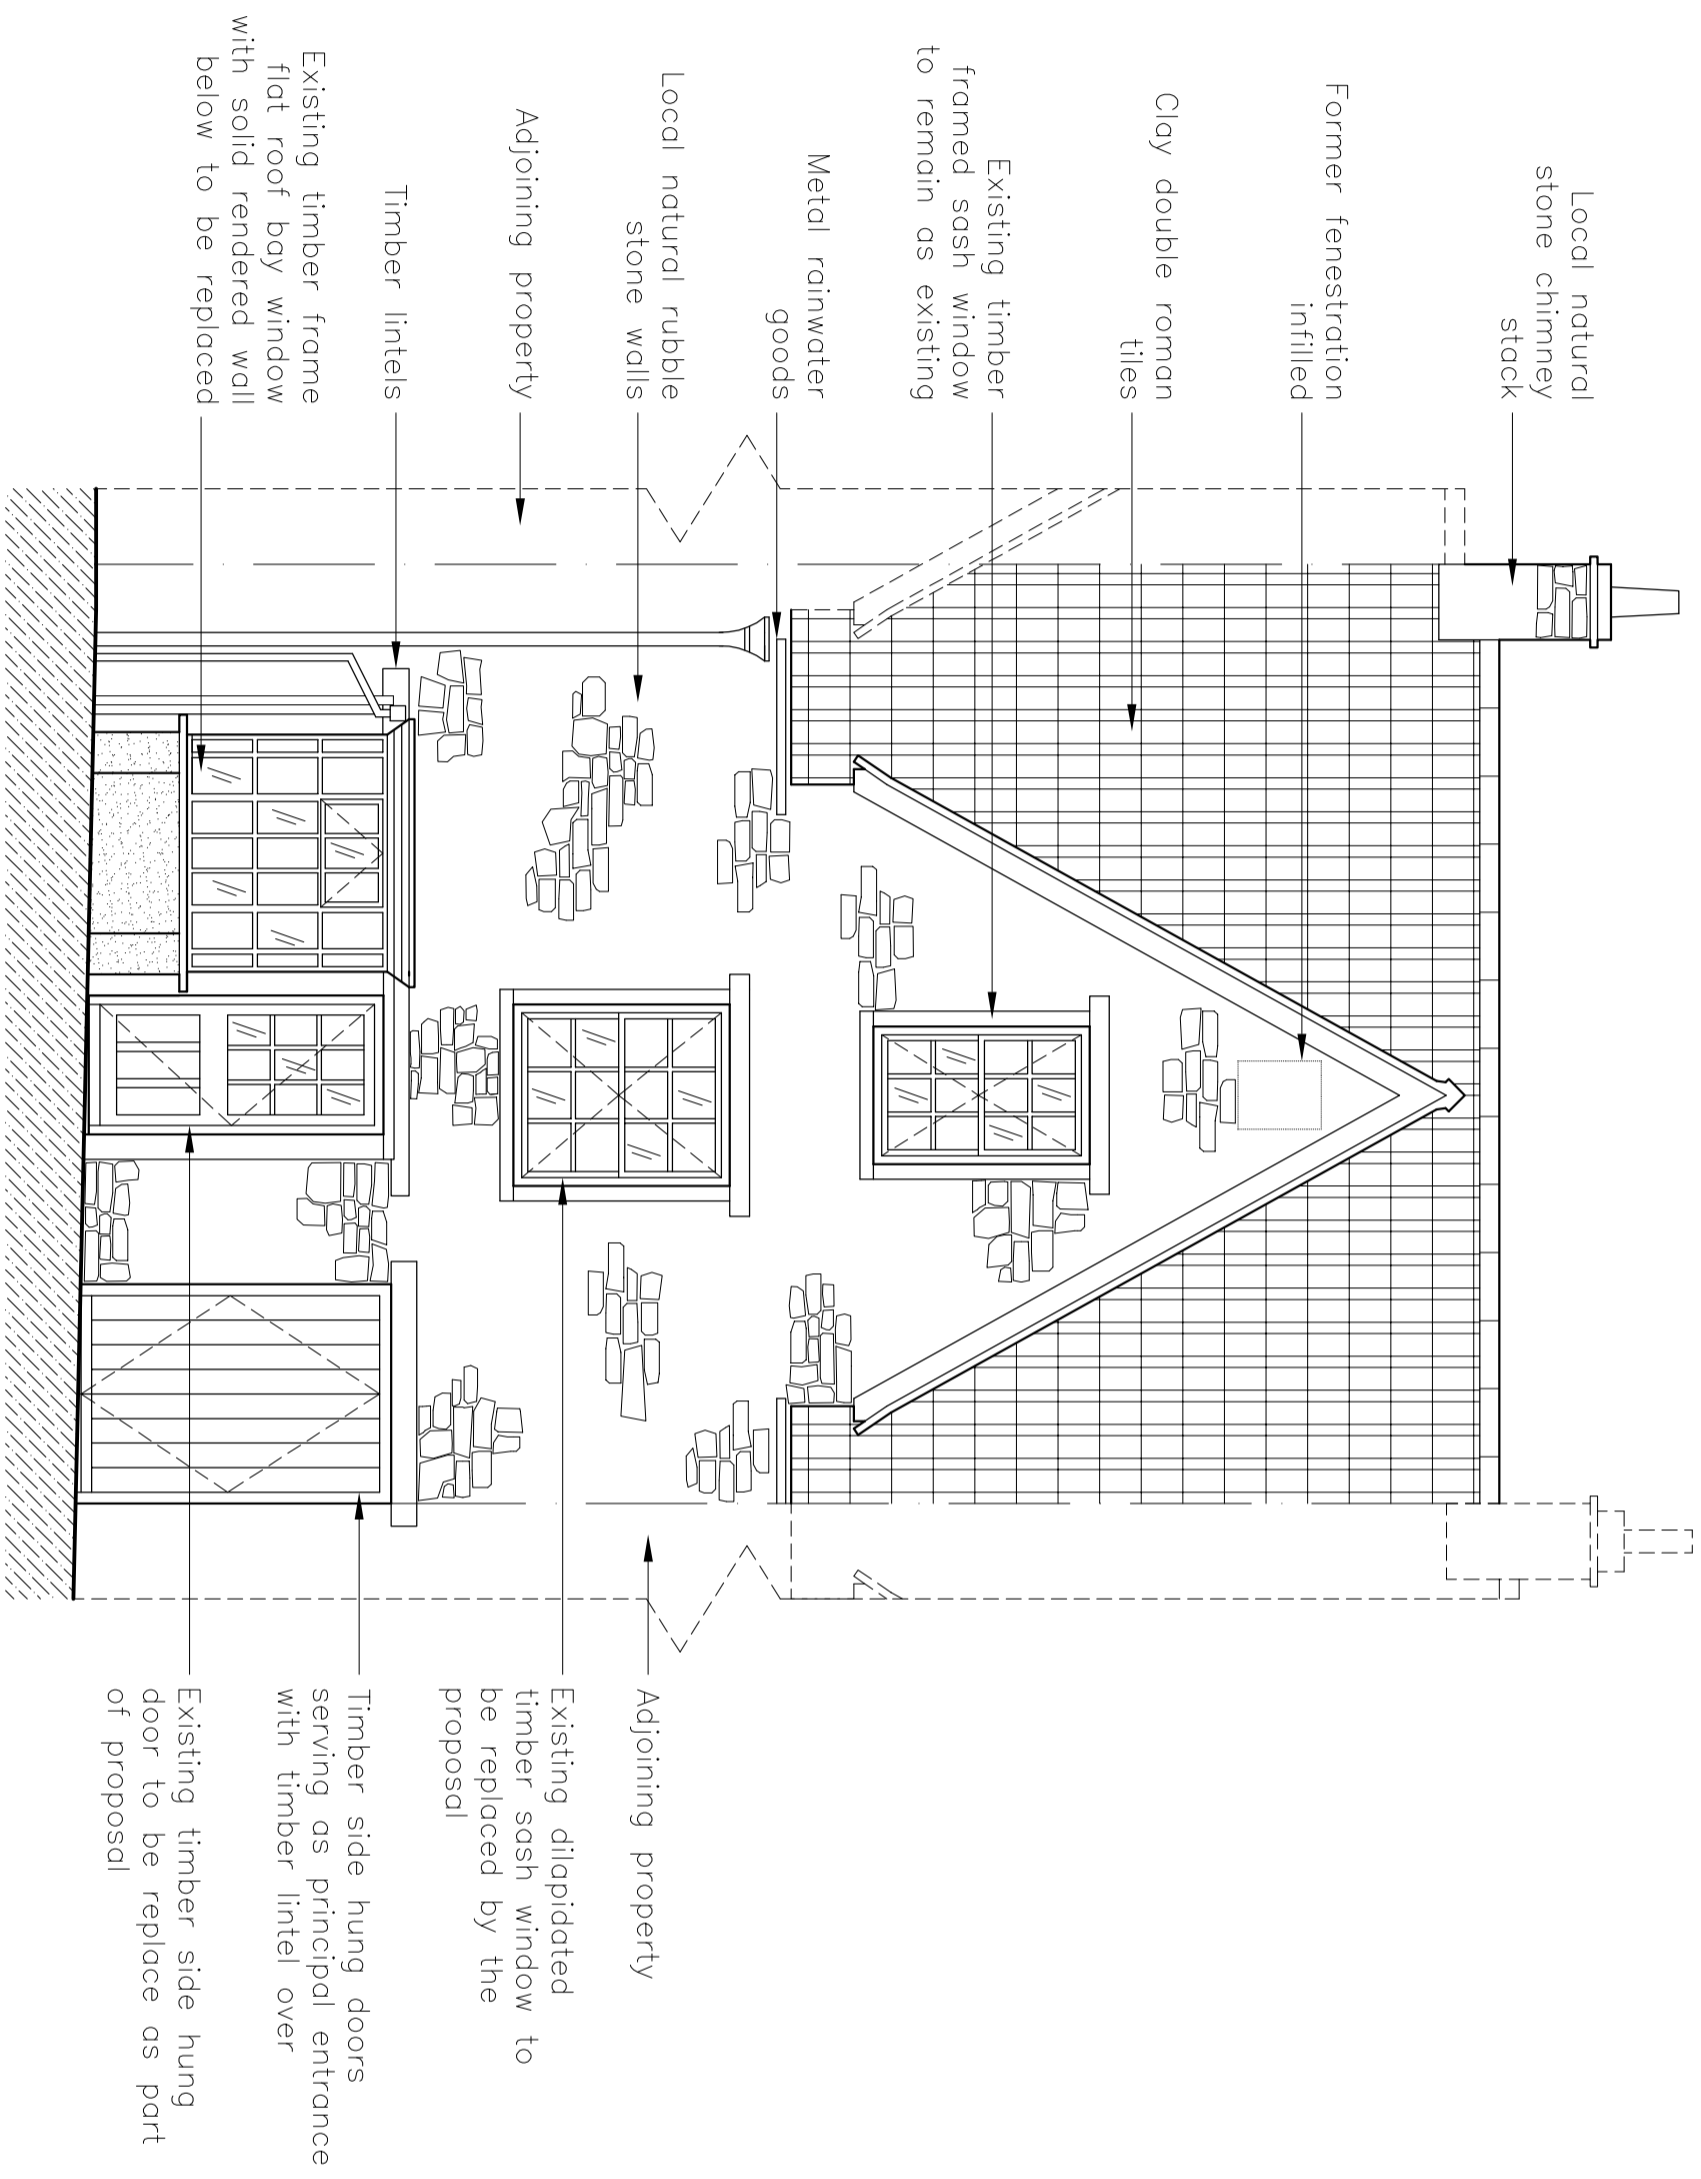 Local natural
stone chimney
stack
Former fenestration
infilled
Clay double roman
tiles
Existing timber
framed sash window
to remain as existing
Metal rainwater
goods
Local natural rubble
stone walls
Adjoining property
Timber lintels
Existing timber frame
flat roof bay window
with solid rendered wall
below to be replaced
Adjoining property
Existing dilapidated
timber sash window to
be replaced by the
proposal
Timber side hung doors
serving as principal entrance
with timber lintel over
Existing timber side hung
door to be replace as part
of proposal